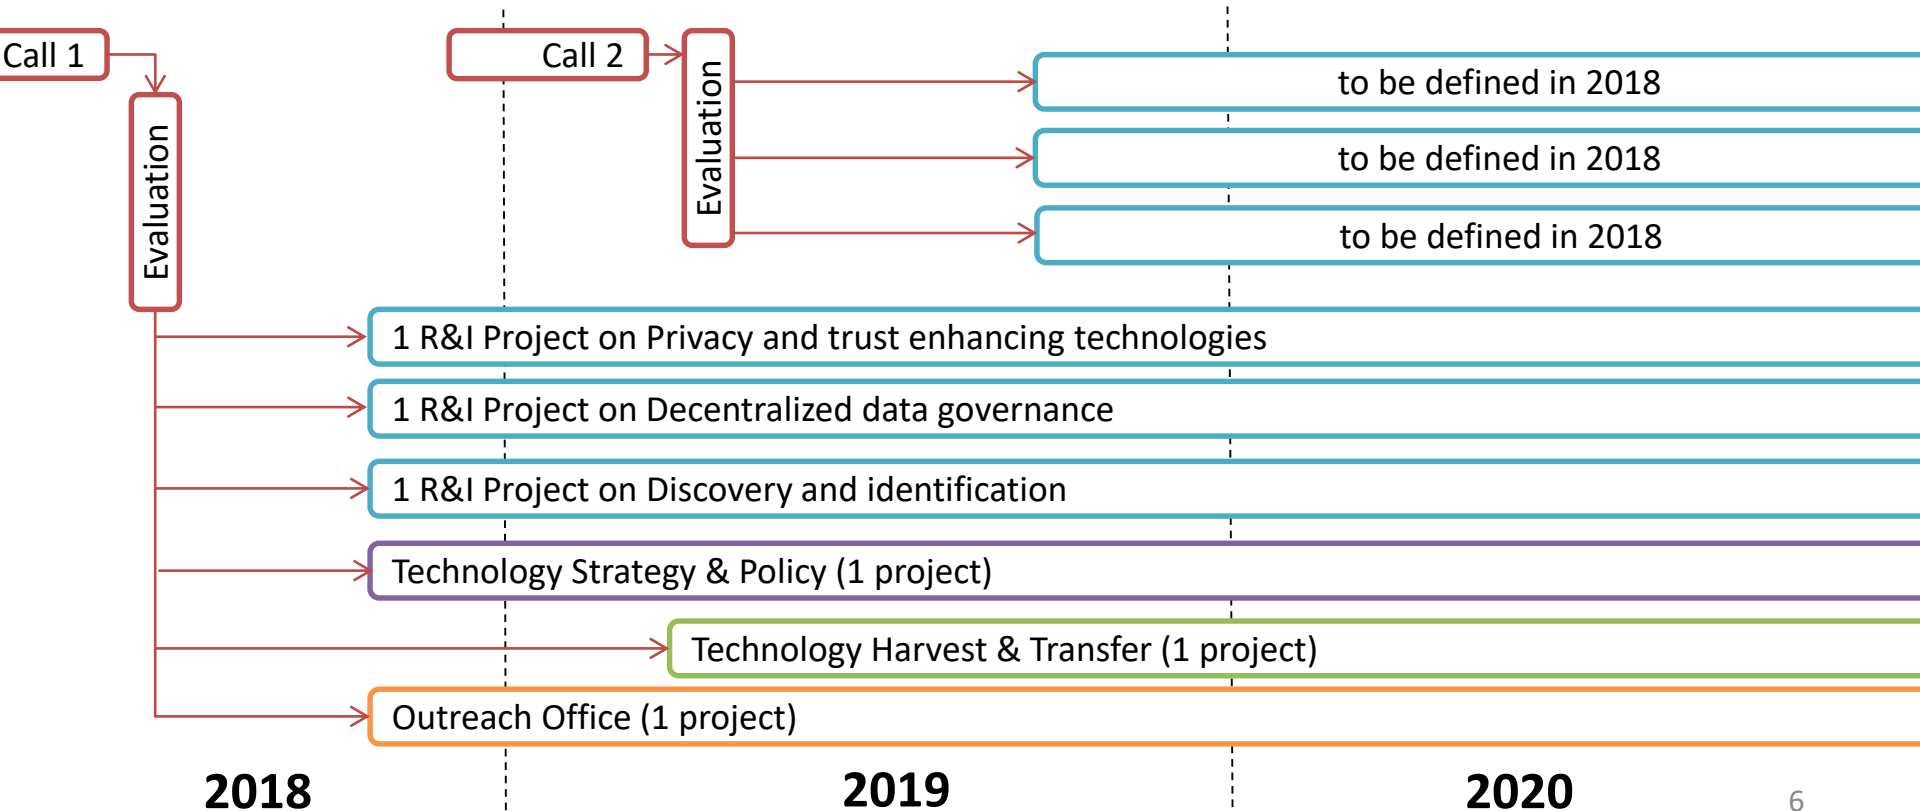 Call 1
Call 2
Evaluation
Evaluation
to be defined in 2018
to be defined in 2018
to be defined in 2018
1 R&I Project on Privacy and trust enhancing technologies
1 R&I Project on Decentralized data governance
1 R&I Project on Discovery and identification
Technology Strategy & Policy (1 project)
Technology Harvest & Transfer (1 project)
Outreach Office (1 project)
2018
2019
2020
6